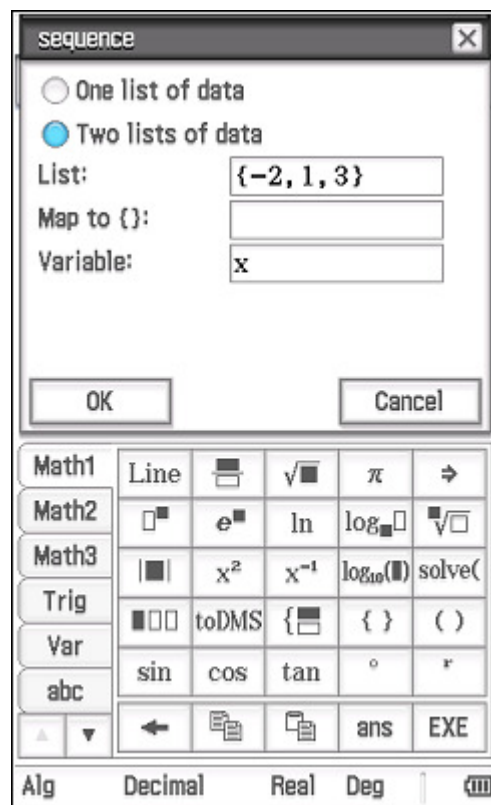 sequence
One list of data
Two lists of data
List: {−2, 1, 3}
Map to {}:
Variable: x
OK Cancel
Math1 Line √■ π ⇒
Math2 □■ e■ ln log■□ ■√□
Math3 |■| x² x⁻¹ log₁₀(■) solve(
Trig ■□□ toDMS { } ( )
Var sin cos tan ° r
abc ans EXE
Alg Decimal Real Deg